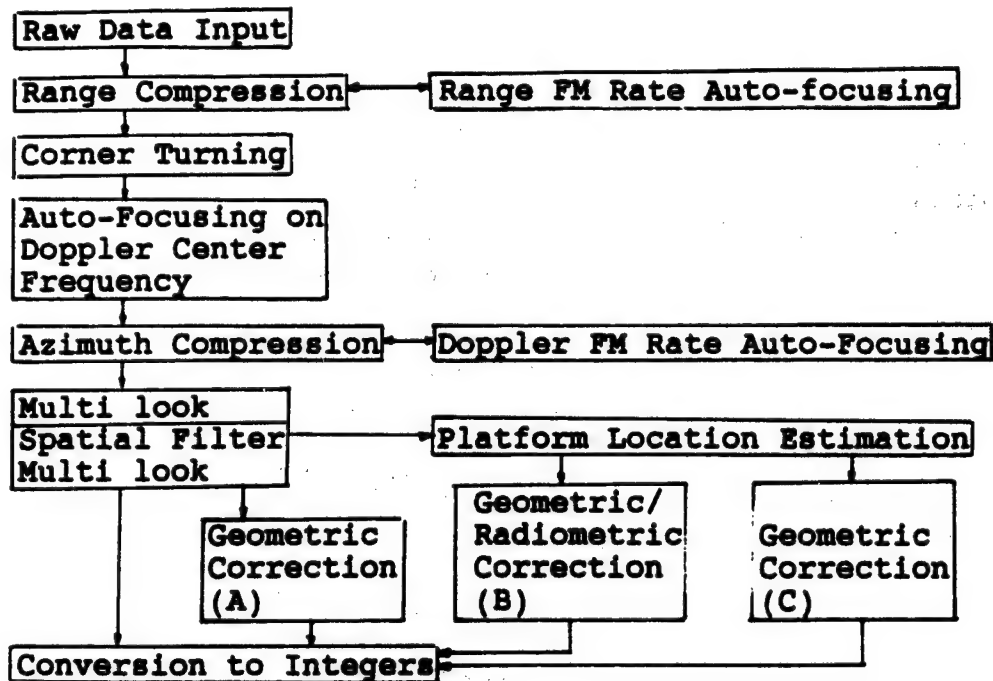 Raw Data Input
Range Compression
Range FM Rate Auto-focusing
Corner Turning
Auto-Focusing on
Doppler Center
Frequency
Azimuth Compression
Doppler FM Rate Auto-Focusing
Multi look
Spatial Filter
Multi look
Platform Location Estimation
Geometric
Correction
(A)
Geometric/
Radiometric
Correction
(B)
Geometric
Correction
(C)
Conversion to Integers